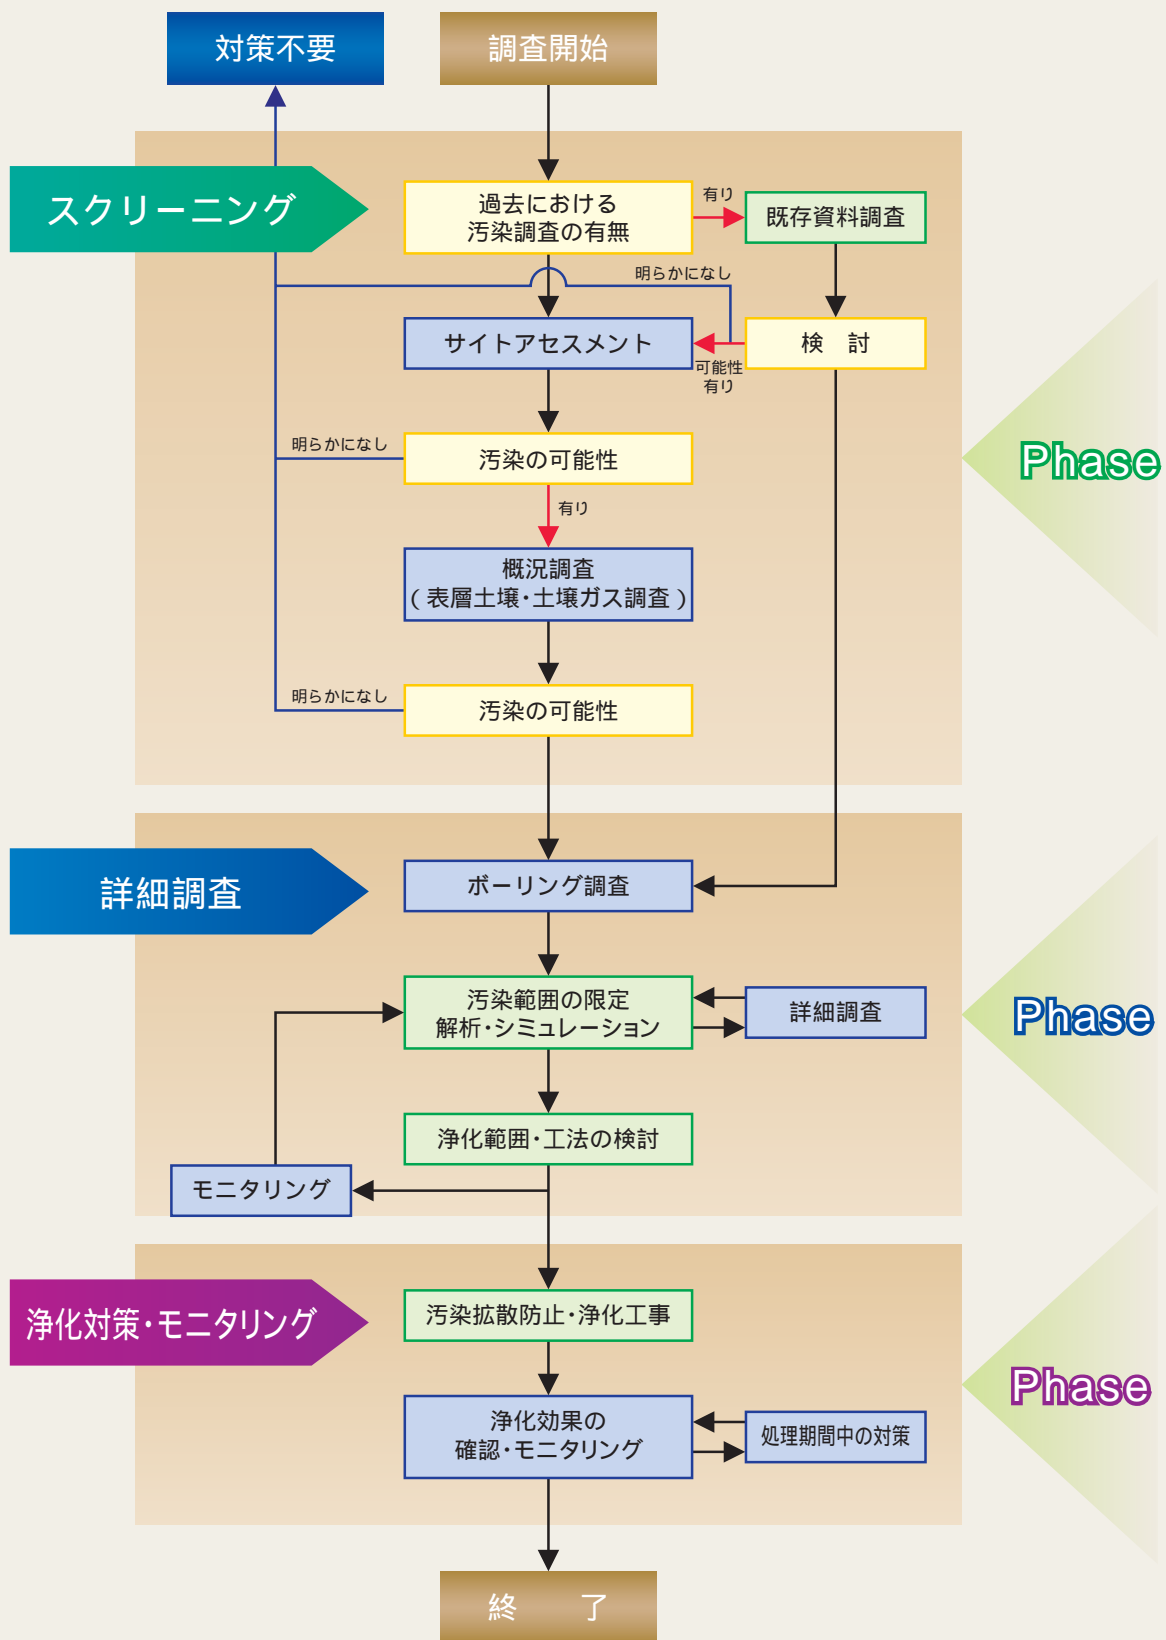 対策不要
調査開始
スクリーニング
過去における
汚染調査の有無
有り
既存資料調査
明らかになし
サイトアセスメント
可能性
有り
検 討
明らかになし
汚染の可能性
有り
概況調査
(表層土壌・土壌ガス調査)
明らかになし
汚染の可能性
Phase
詳細調査
ボーリング調査
汚染範囲の限定
解析・シミュレーション
詳細調査
浄化範囲・工法の検討
モニタリング
Phase
浄化対策・モニタリング
汚染拡散防止・浄化工事
浄化効果の
確認・モニタリング
処理期間中の対策
Phase
終 了